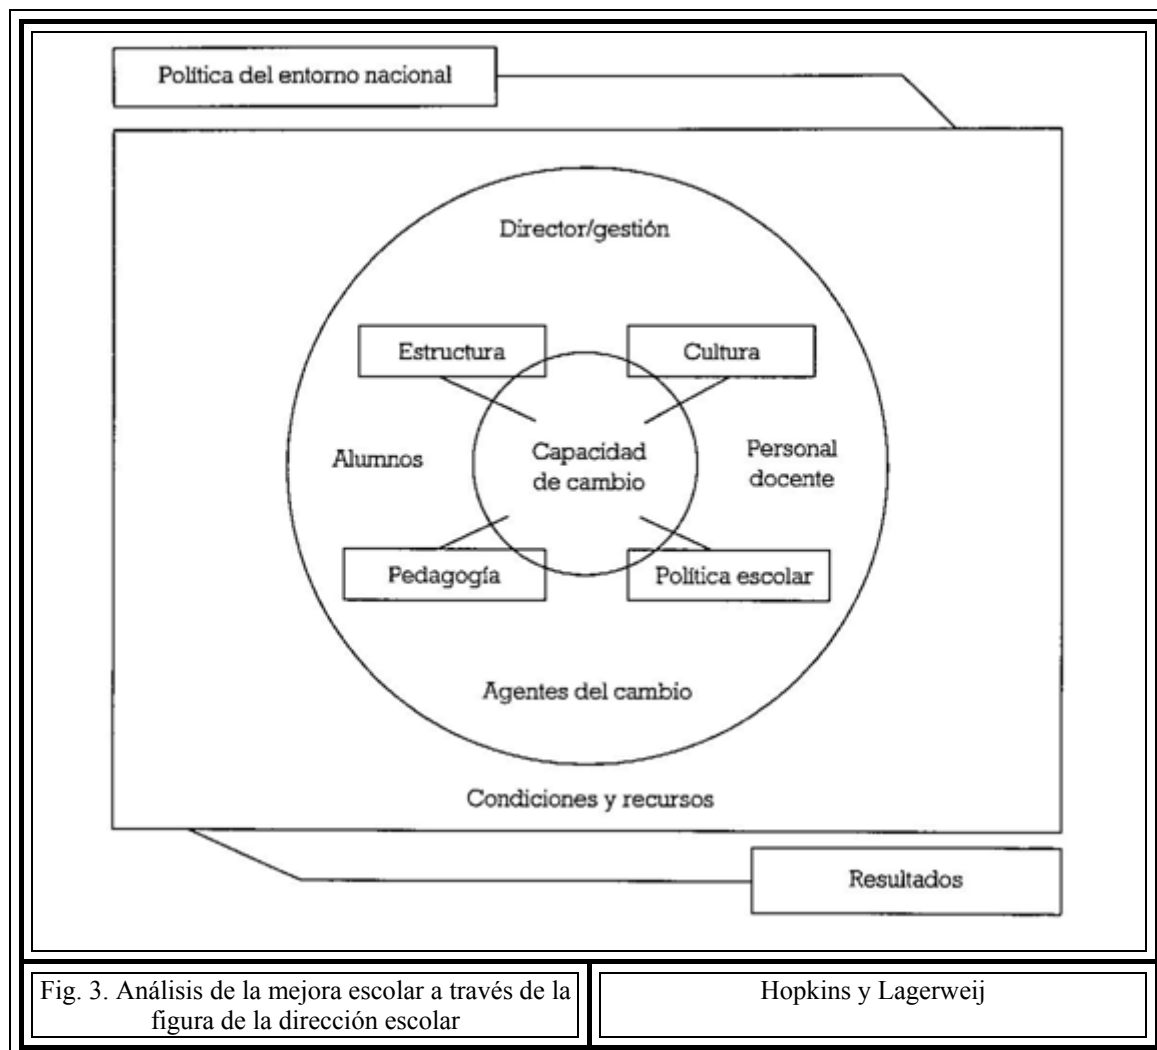 Política del entorno nacional
Director/gestión
Estructura
Cultura
Alumnos
Capacidad
de cambio
Personal
docente
Pedagogía
Política escolar
Agentes del cambio
Condiciones y recursos
Resultados
Fig. 3. Análisis de la mejora escolar a través de la
figura de la dirección escolar
Hopkins y Lagerweij